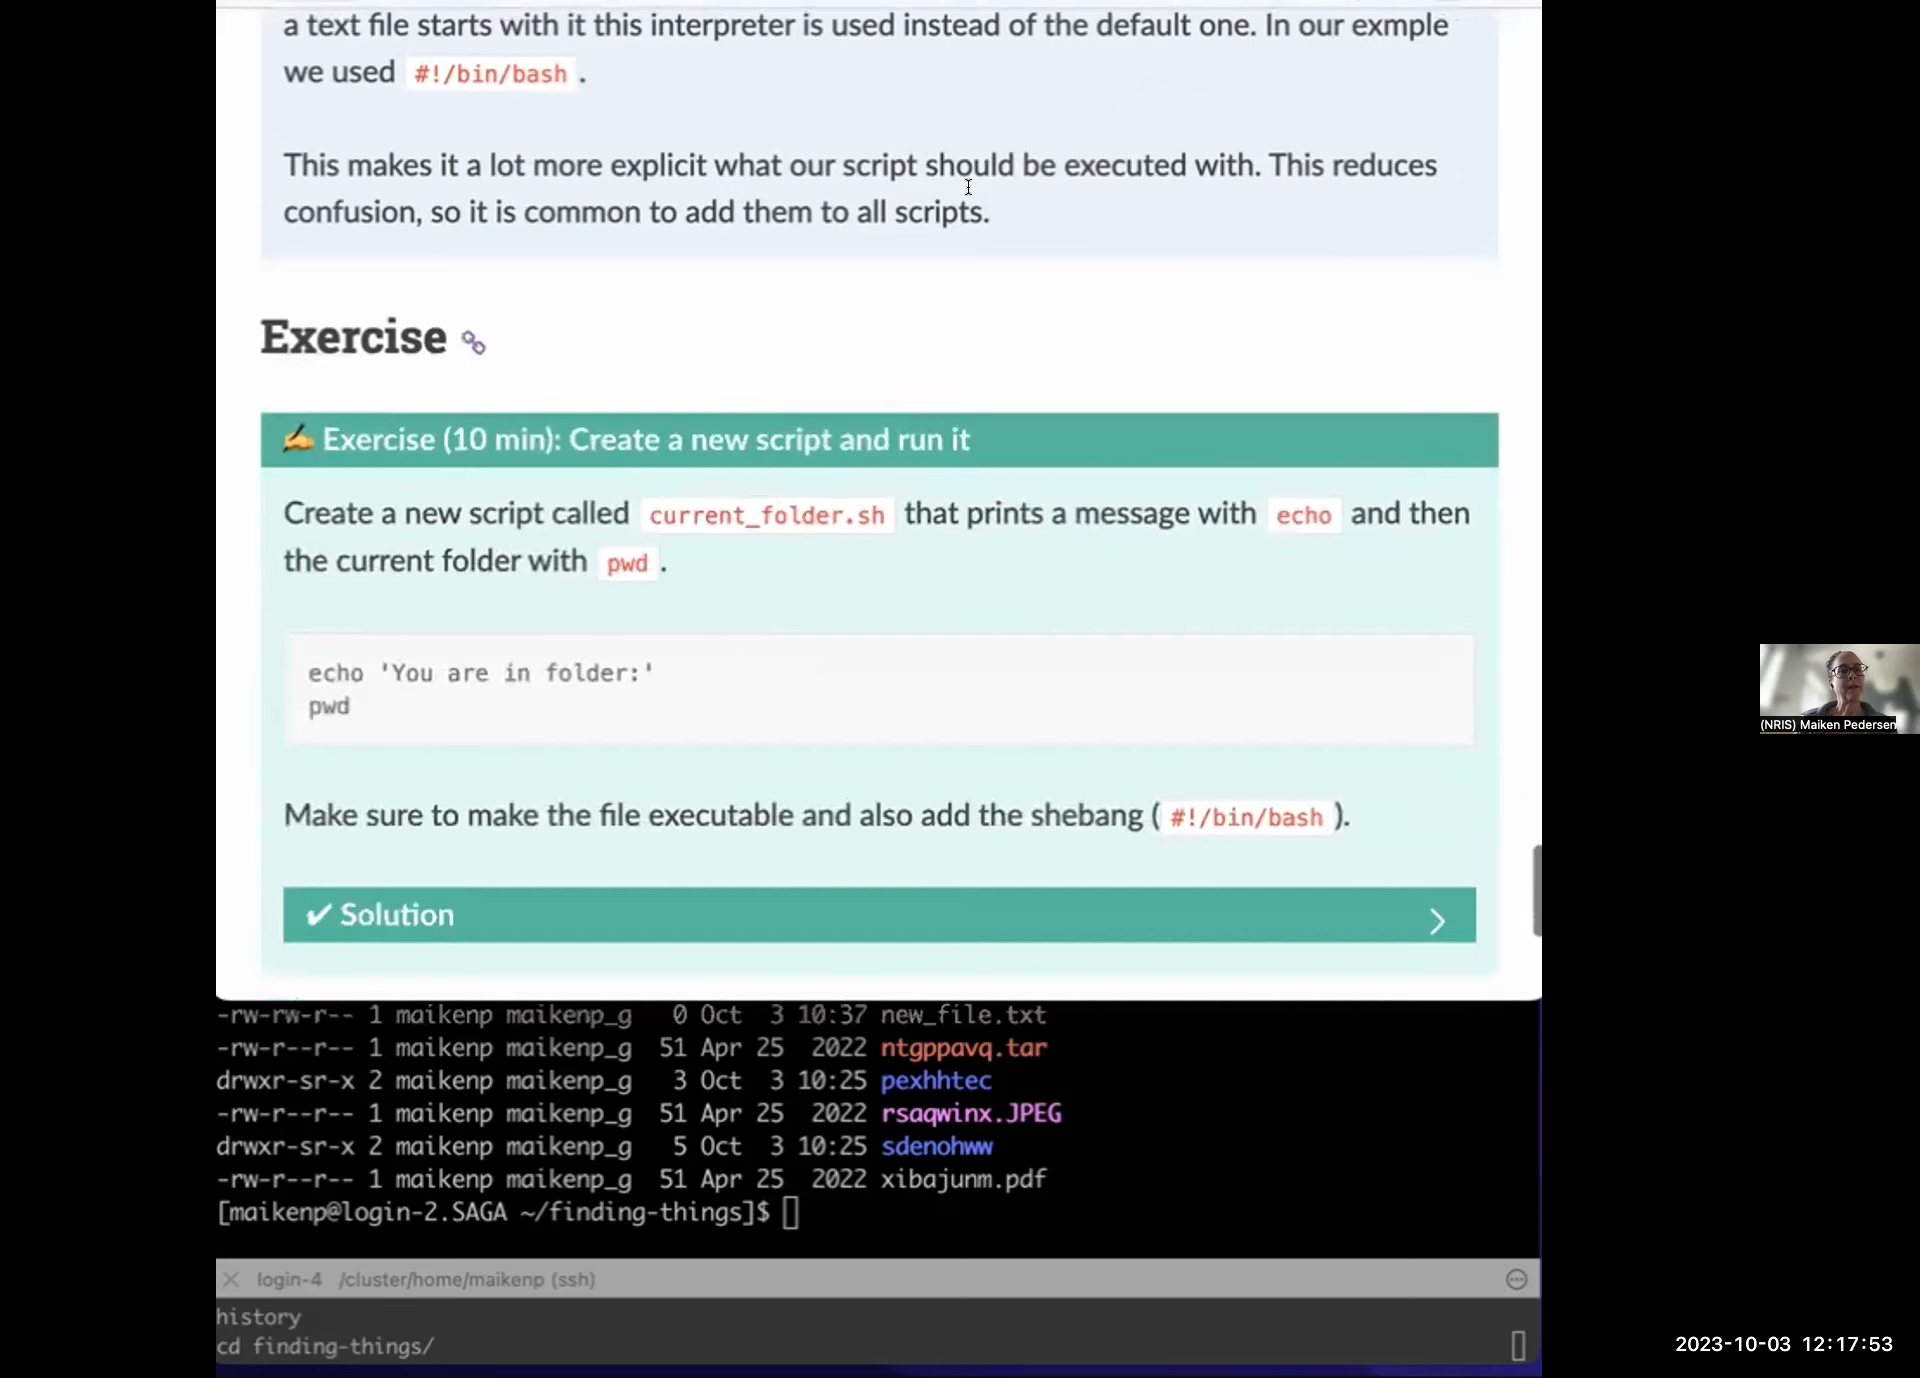 a text file starts with it this interpreter is used instead of the default one. In our exmple
we used #!/bin/bash .
This makes it a lot more explicit what our script should be executed with. This reduces
confusion, so it is common to add them to all scripts.
Exercise
Exercise (10 min): Create a new script and run it
Create a new script called current_folder.sh that prints a message with echo and then
the current folder with pwd .
echo 'You are in folder:'
pwd
Make sure to make the file executable and also add the shebang ( #!/bin/bash ).
✔ Solution
-rw-rw-r-- 1 maikenp maikenp_g 0 Oct 3 10:37 new_file.txt
-rw-r--r-- 1 maikenp maikenp_g 51 Apr 25 2022 ntgppavq.tar
drwxr-sr-x 2 maikenp maikenp_g 3 Oct 3 10:25 pexhhtec
-rw-r--r-- 1 maikenp maikenp_g 51 Apr 25 2022 rsaqwinx.JPEG
drwxr-sr-x 2 maikenp maikenp_g 5 Oct 3 10:25 sdenohww
-rw-r--r-- 1 maikenp maikenp_g 51 Apr 25 2022 xibajunm.pdf
[maikenp@login-2.SAGA ~/finding-things]$
login-4 /cluster/home/maikenp (ssh)
history
cd finding-things/
(NRIS) Maiken Pedersen
2023-10-03 12:17:53